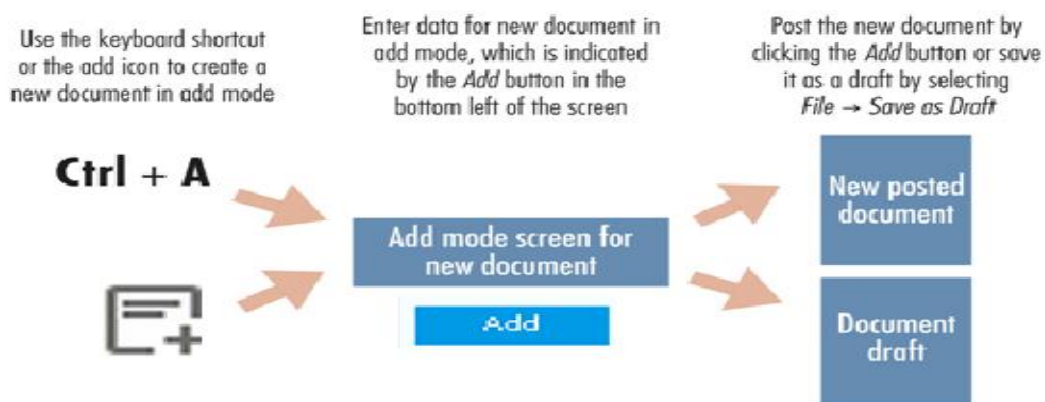 Use the keyboard shortcut
or the add icon to create a
new document in add mode
Enter data for new document in
add mode, which is indicated
by the Add button in the
bottom left of the screen
Post the new document by
clicking the Add button or save
it as a draft by selecting
File → Save as Draft
Ctrl + A
Add mode screen for
new document
Add
New posted
document
Document
draft